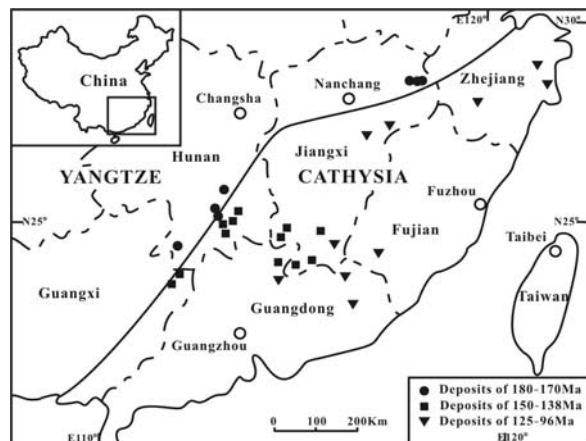 E120° N30°
China
Zhejiang
Nanchang
Changsha
Hunan
Jiangxi
YANGTZE
CATHYSIA
Fuzhou
N25°
N25°
Fujian
Taibei
Guangxi
Guangdong
Taiwan
Guangzhou
Deposits of 180-170Ma
Deposits of 150-138Ma
Deposits of 125-96Ma
0 100 200Km
E110°
E120°